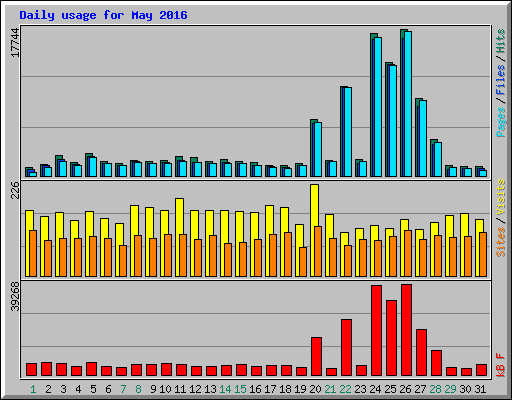 Daily usage for May 2016
17744
Pages / Files / Hits
226
Sites / Visits
39268
kB F
1 2 3 4 5 6 7 8 9 10 11 12 13 14 15 16 17 18 19 20 21 22 23 24 25 26 27 28 29 30 31